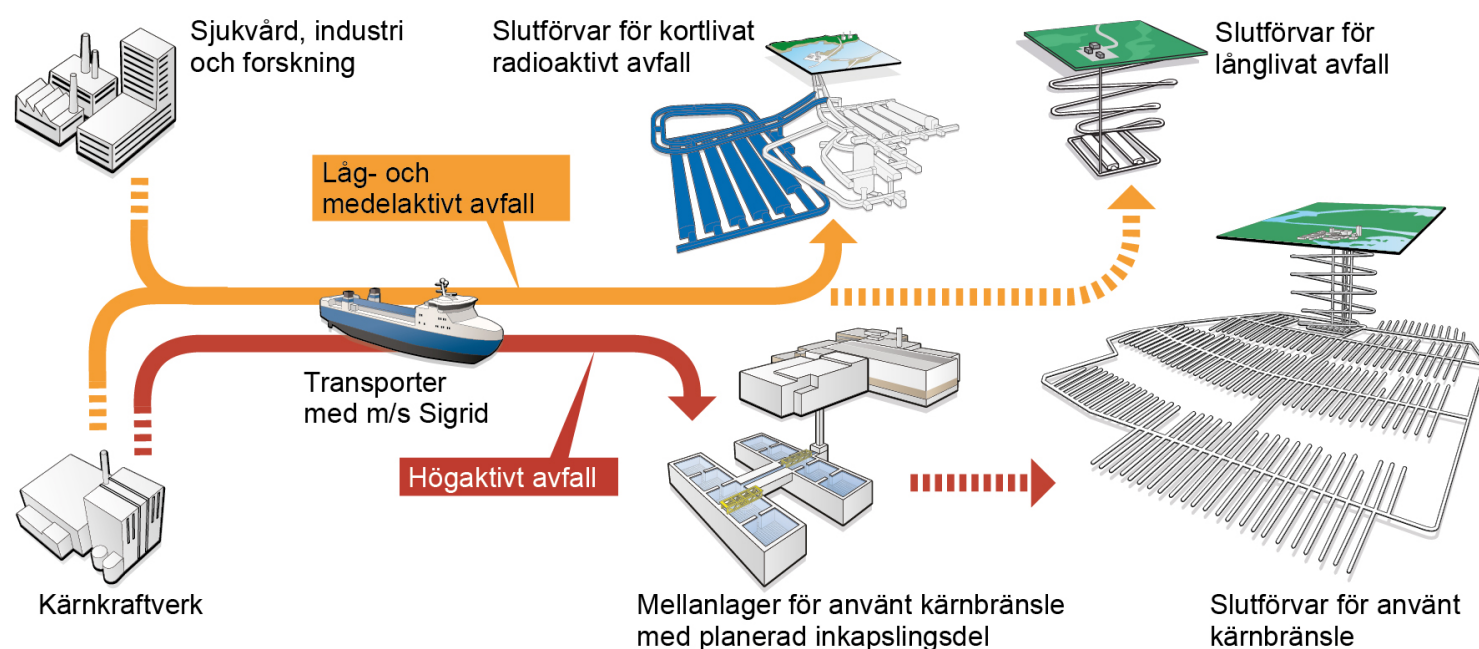 Sjukvård, industri
och forskning
Slutförvar för kortlivat
radioaktivt avfall
Slutförvar för
långlivat avfall
Låg- och
medelaktivt avfall
Transporter
med m/s Sigrid
Högaktivt avfall
Kärnkraftverk
Mellanlager för använt kärnbränsle
med planerad inkapslingsdel
Slutförvar för använt
kärnbränsle